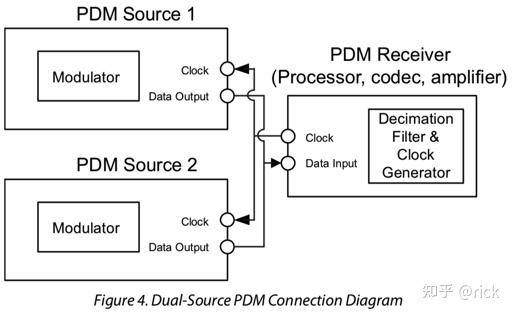 PDM Source 1
Modulator
Clock
Data Output
PDM Receiver
(Processor, codec, amplifier)
Clock
Data Input
Decimation
Filter &
Clock
Generator
PDM Source 2
Modulator
Clock
Data Output
Figure 4. Dual-Source PDM Connection Diagram
知乎 @rick